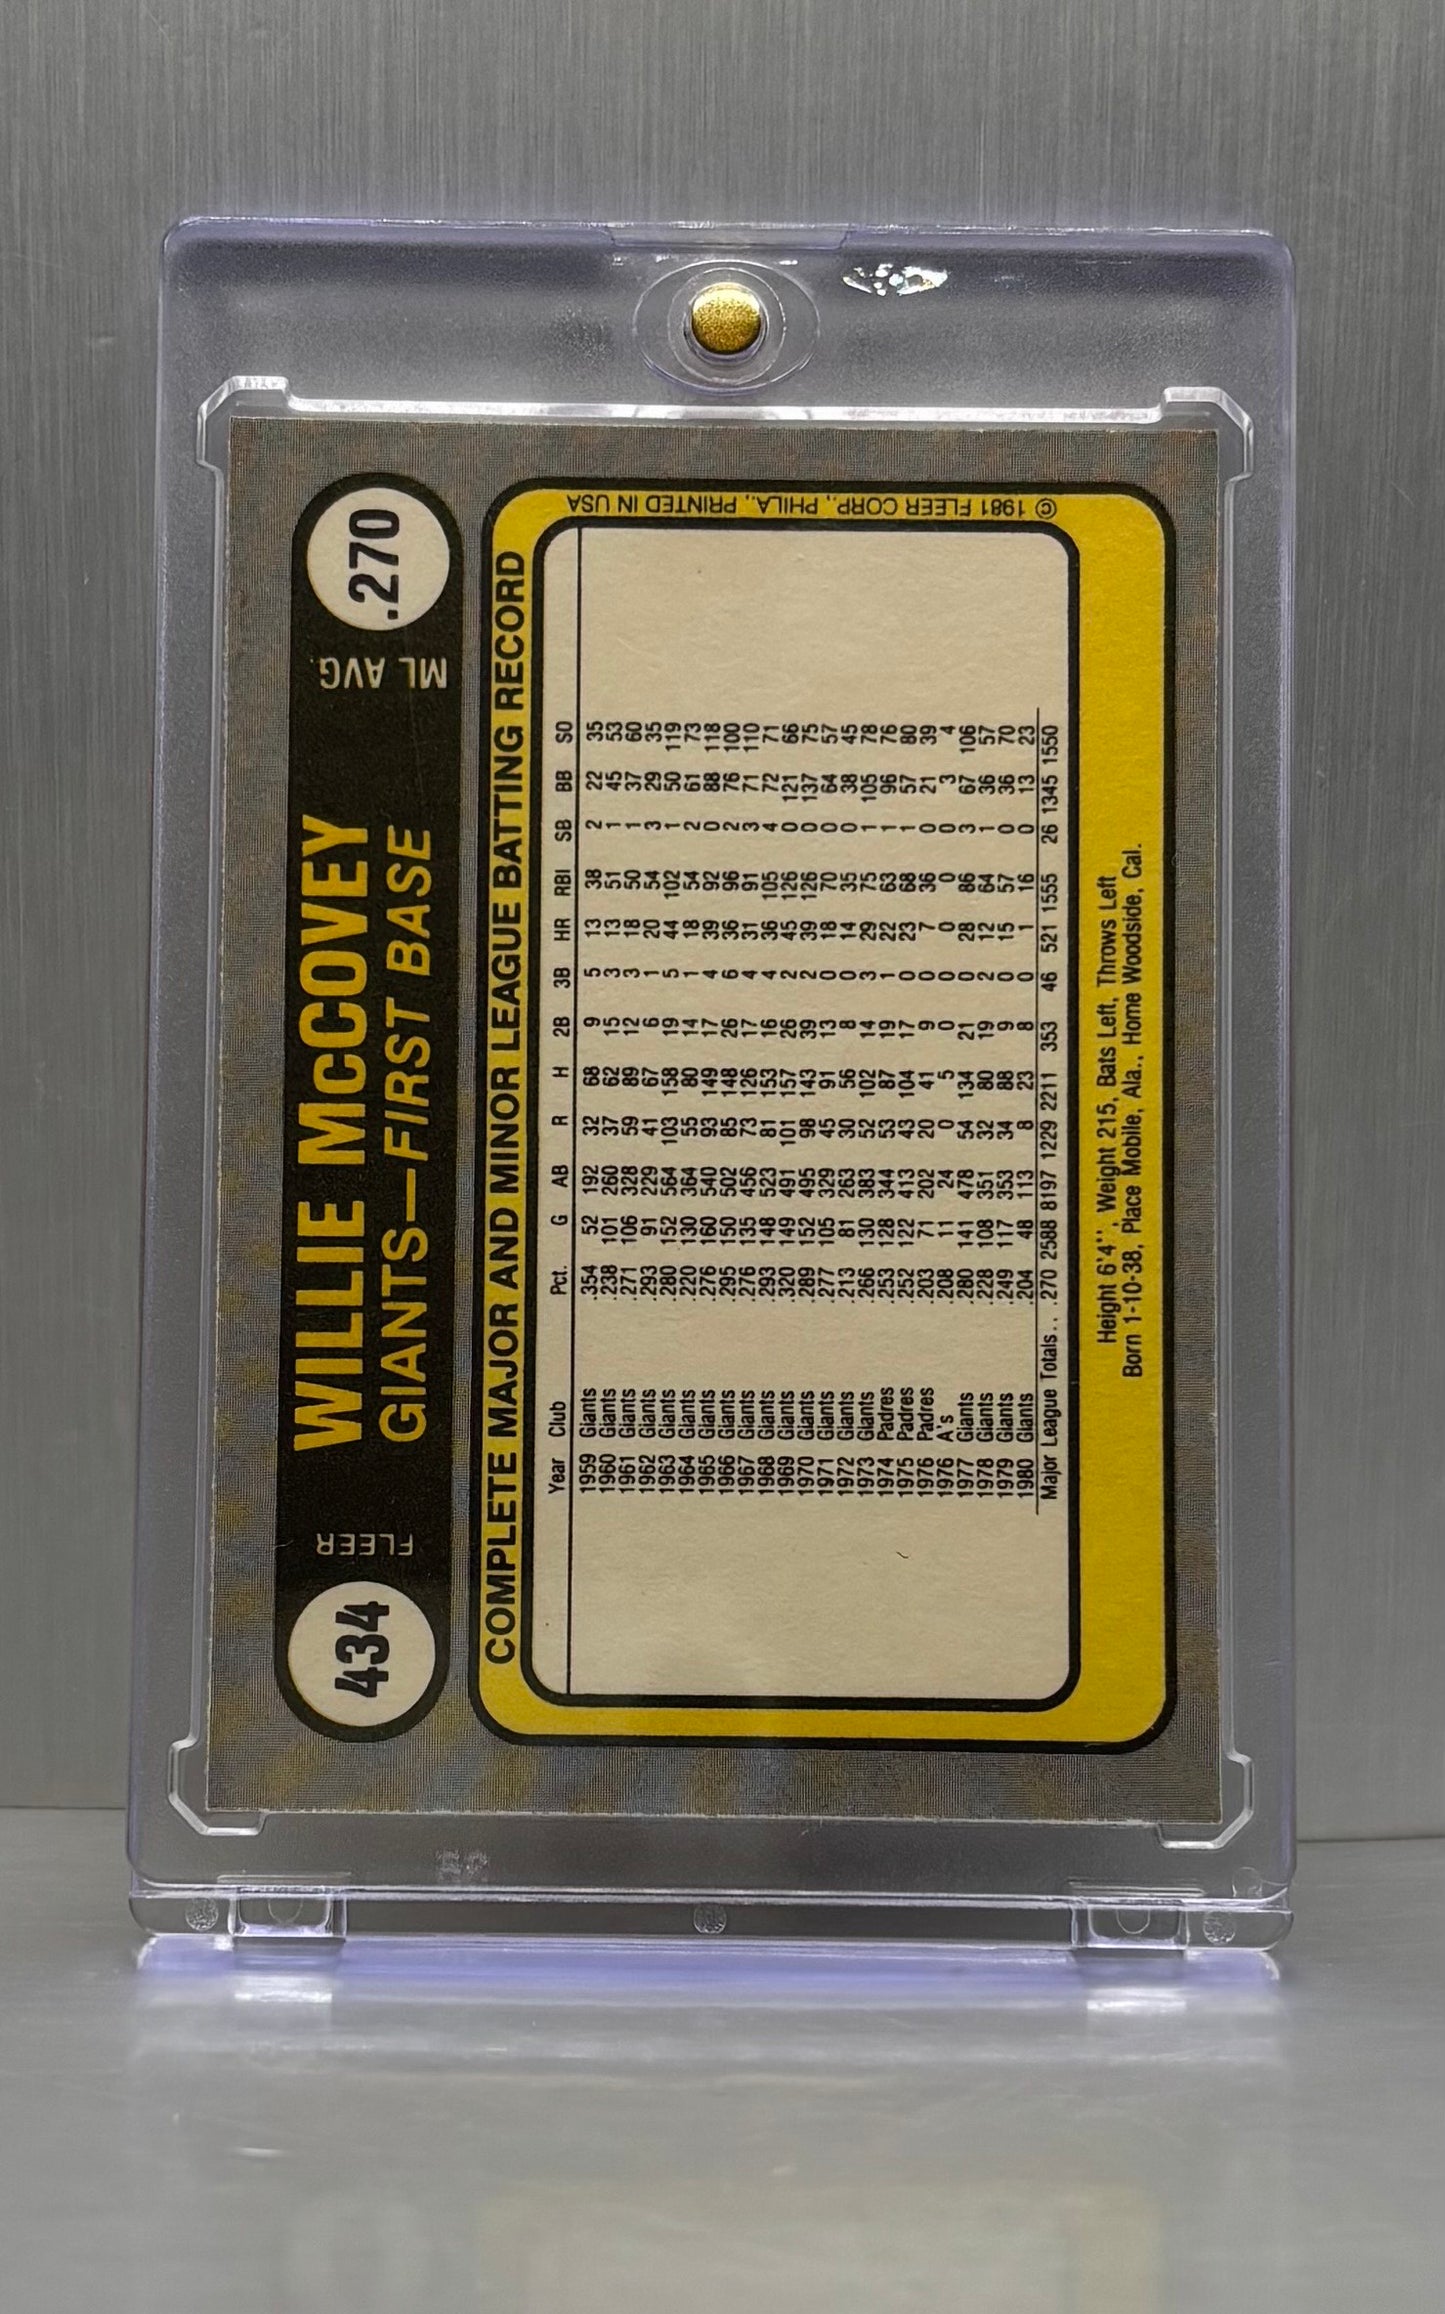 434
FLEER
WILLIE McCOVEY
GIANTS—FIRST BASE
ML AVG.
.270
COMPLETE MAJOR AND MINOR LEAGUE BATTING RECORD
Year Club Pct. G AB R H 2B 3B HR RBI SB BB SO
1959 Giants .354 52 192 32 68 9 5 13 38 2 22 35
1960 Giants .238 101 260 37 62 15 3 13 51 1 45 53
1961 Giants .271 106 328 59 89 12 3 18 50 1 37 60
1962 Giants .293 91 229 41 67 6 1 20 54 3 29 35
1963 Giants .280 152 564 103 158 19 5 44 102 1 50 119
1964 Giants .220 130 364 55 80 14 1 18 54 2 61 73
1965 Giants .276 160 540 93 149 17 4 39 92 0 88 118
1966 Giants .295 150 502 85 148 26 6 36 96 2 76 100
1967 Giants .276 135 456 73 126 17 4 31 91 3 71 110
1968 Giants .293 148 523 81 153 16 4 36 105 4 72 71
1969 Giants .320 149 491 101 157 26 2 45 126 0 121 66
1970 Giants .289 152 495 98 143 39 2 39 126 0 137 75
1971 Giants .277 105 329 45 91 13 0 18 70 0 64 57
1972 Giants .213 81 263 30 56 8 0 14 35 0 38 45
1973 Giants .266 130 383 52 102 14 3 29 75 1 105 78
1974 Padres .253 128 344 53 87 19 1 22 63 1 96 76
1975 Padres .252 122 413 43 104 17 0 23 68 1 57 80
1976 Padres .203 71 202 20 41 9 0 7 36 0 21 39
1976 A's .208 11 24 0 5 0 0 0 0 0 3 4
1977 Giants .280 141 478 54 134 21 0 28 86 3 67 106
1978 Giants .228 108 351 32 80 19 2 12 64 1 36 57
1979 Giants .249 117 353 34 88 9 0 15 57 0 36 70
1980 Giants .204 48 113 8 23 8 0 1 16 0 13 23
Major League Totals . . .270 2588 8197 1229 2211 353 46 521 1555 26 1345 1550
Height 6'4'', Weight 215, Bats Left, Throws Left
Born 1-10-38, Place Mobile, Ala., Home Woodside, Cal.
© 1981 FLEER CORP., PHILA., PRINTED IN USA